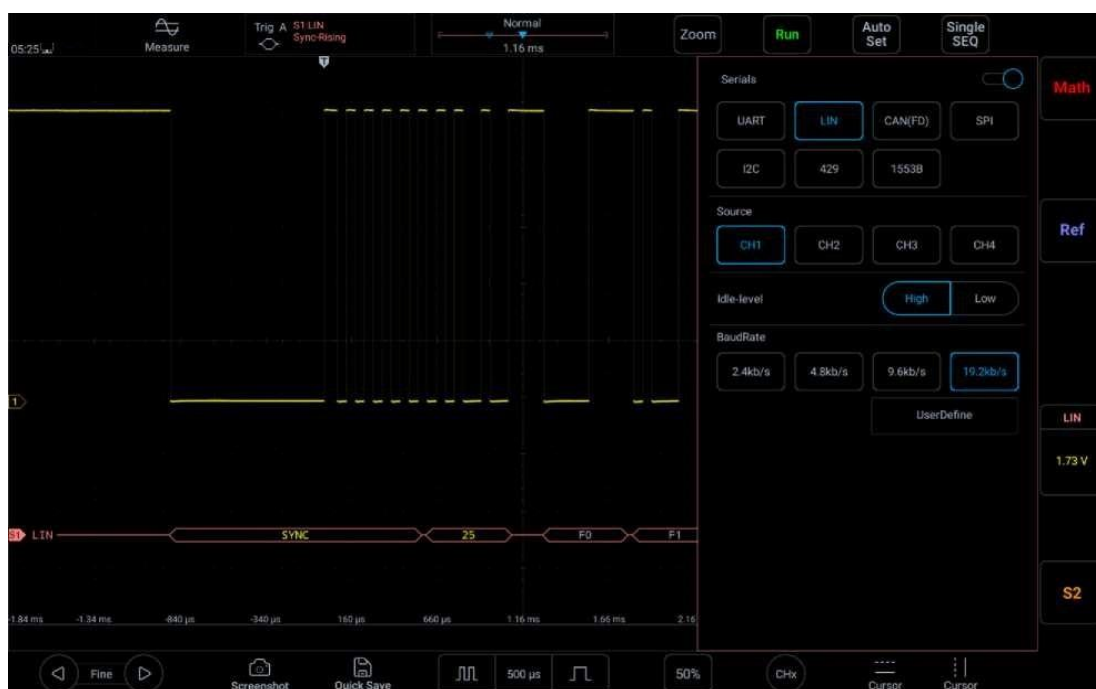 05:25
Measure
Trig A S1:LIN
Sync-Rising
Normal
1.16 ms
Zoom
Run
Auto
Set
Single
SEQ
T
Serials
Math
UART LIN CAN(FD) SPI
I2C 429 1553B
Source
Ref
CH1 CH2 CH3 CH4
Idle-level High Low
BaudRate
2.4kb/s 4.8kb/s 9.6kb/s 19.2kb/s
1
UserDefine
LIN
1.73 V
S1 LIN SYNC 25 F0 F1
S2
-1.84 ms -1.34 ms -840 µs -340 µs 160 µs 660 µs 1.16 ms 1.66 ms 2.16
Fine
Screenshot
Quick Save
500 µs
50%
CHx
Cursor
Cursor